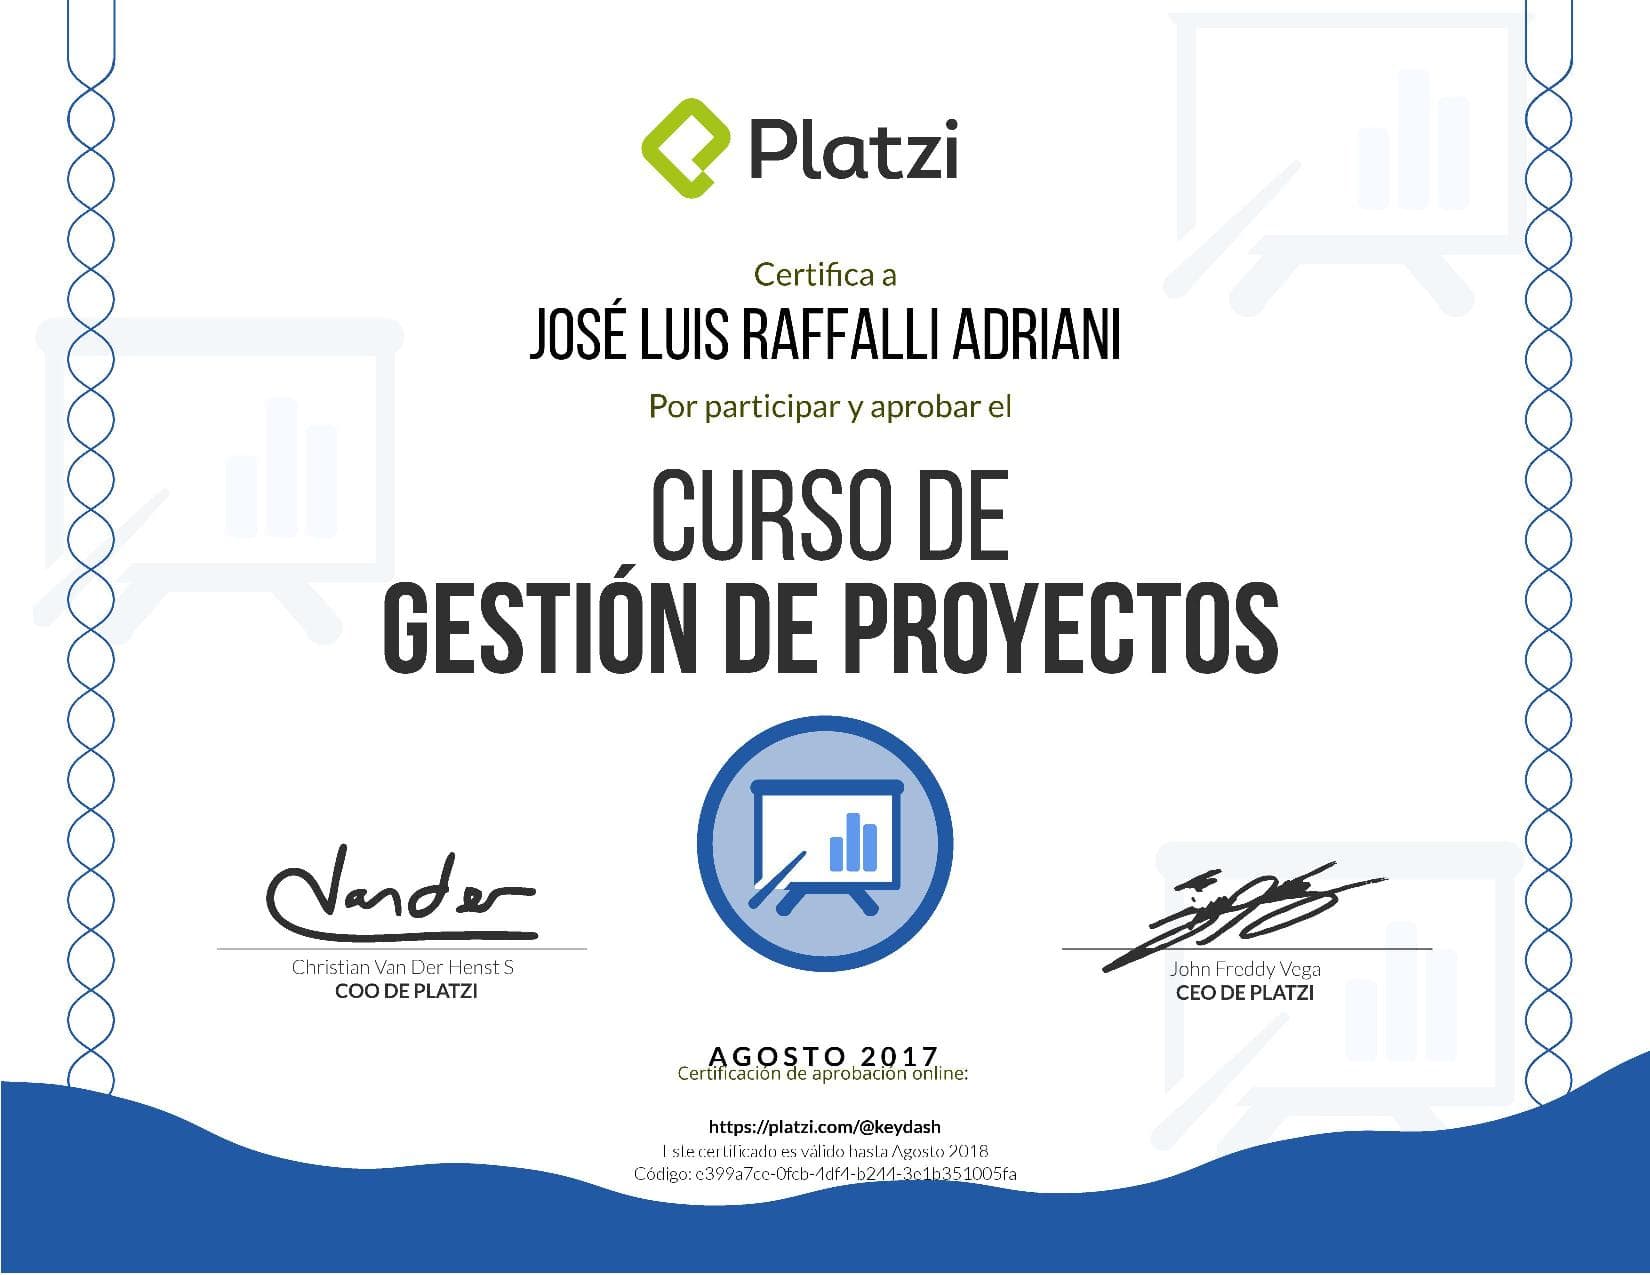 Platzi
Certifica a
JOSÉ LUIS RAFFALLI ADRIANI
Por participar y aprobar el
CURSO DE
GESTIÓN DE PROYECTOS
Vander
Christian Van Der Henst S
COO DE PLATZI
John Freddy Vega
CEO DE PLATZI
AGOSTO 2017
Certificación de aprobación online:
https://platzi.com/@keydash
Este certificado es válido hasta Agosto 2018
Código: e399a7ce-0fcb-4df4-b244-3e1b351005fa